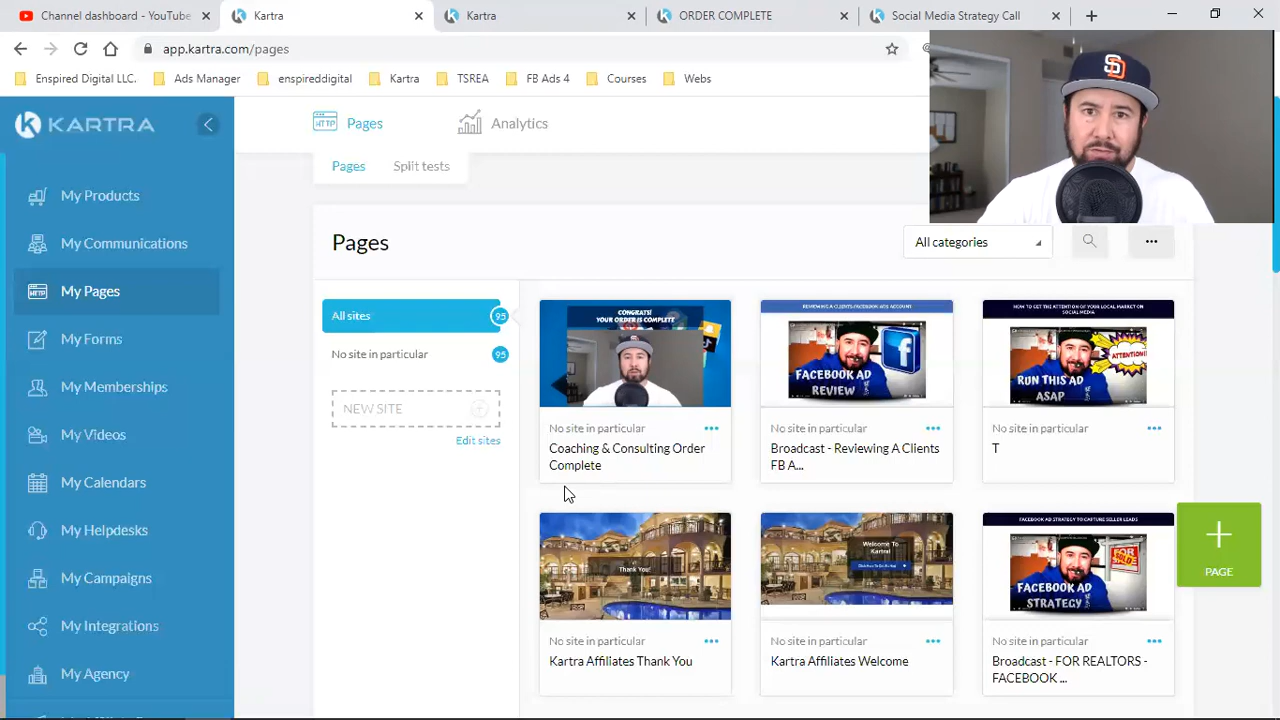 Channel dashboard - YouTube
Kartra
Kartra
ORDER COMPLETE
Social Media Strategy Call
app.kartra.com/pages
Enspired Digital LLC.
Ads Manager
enspireddigital
Kartra
TSREA
FB Ads 4
Courses
Webs
KARTRA
My Products
My Communications
My Pages
My Forms
My Memberships
My Videos
My Calendars
My Helpdesks
My Campaigns
My Integrations
My Agency
HTTP Pages
Analytics
Pages
Split tests
Pages
All categories
All sites
95
No site in particular
95
NEW SITE
Edit sites
CONGRATS!
YOUR ORDER IS COMPLETE
No site in particular
Coaching & Consulting Order
Complete
REVIEWING A CLIENTS FACEBOOK ADS ACCOUNT
FACEBOOK AD
REVIEW
No site in particular
Broadcast - Reviewing A Clients
FB A...
HOW TO GET THE ATTENTION OF YOUR LOCAL MARKET ON
SOCIAL MEDIA
ATTENTION!
RUN THIS AD
ASAP
No site in particular
T
Thank You!
No site in particular
Kartra Affiliates Thank You
Welcome To
Kartra!
No site in particular
Kartra Affiliates Welcome
FACEBOOK AD STRATEGY TO CAPTURE SELLER LEADS
FOR
SOLD
FACEBOOK AD
STRATEGY
No site in particular
Broadcast - FOR REALTORS -
FACEBOOK ...
PAGE
SD